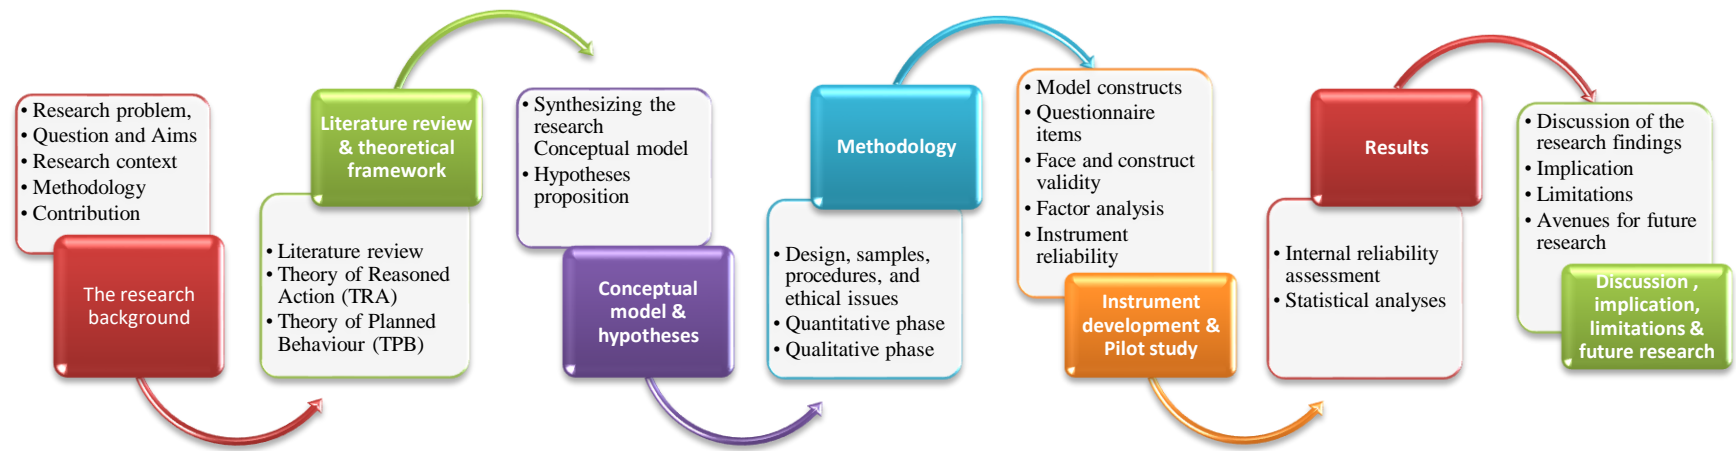 • Research problem,
• Question and Aims
• Research context
• Methodology
• Contribution
The research
background
Literature review
& theoretical
framework
• Literature review
• Theory of Reasoned
Action (TRA)
• Theory of Planned
Behaviour (TPB)
• Synthesizing the
research
Conceptual model
• Hypotheses
proposition
Conceptual
model &
hypotheses
Methodology
• Design, samples,
procedures, and
ethical issues
• Quantitative phase
• Qualitative phase
• Model constructs
• Questionnaire
items
• Face and construct
validity
• Factor analysis
• Instrument
reliability
Instrument
development &
Pilot study
Results
• Internal reliability
assessment
• Statistical analyses
• Discussion of the
research findings
• Implication
• Limitations
• Avenues for future
research
Discussion ,
implication,
limitations &
future research